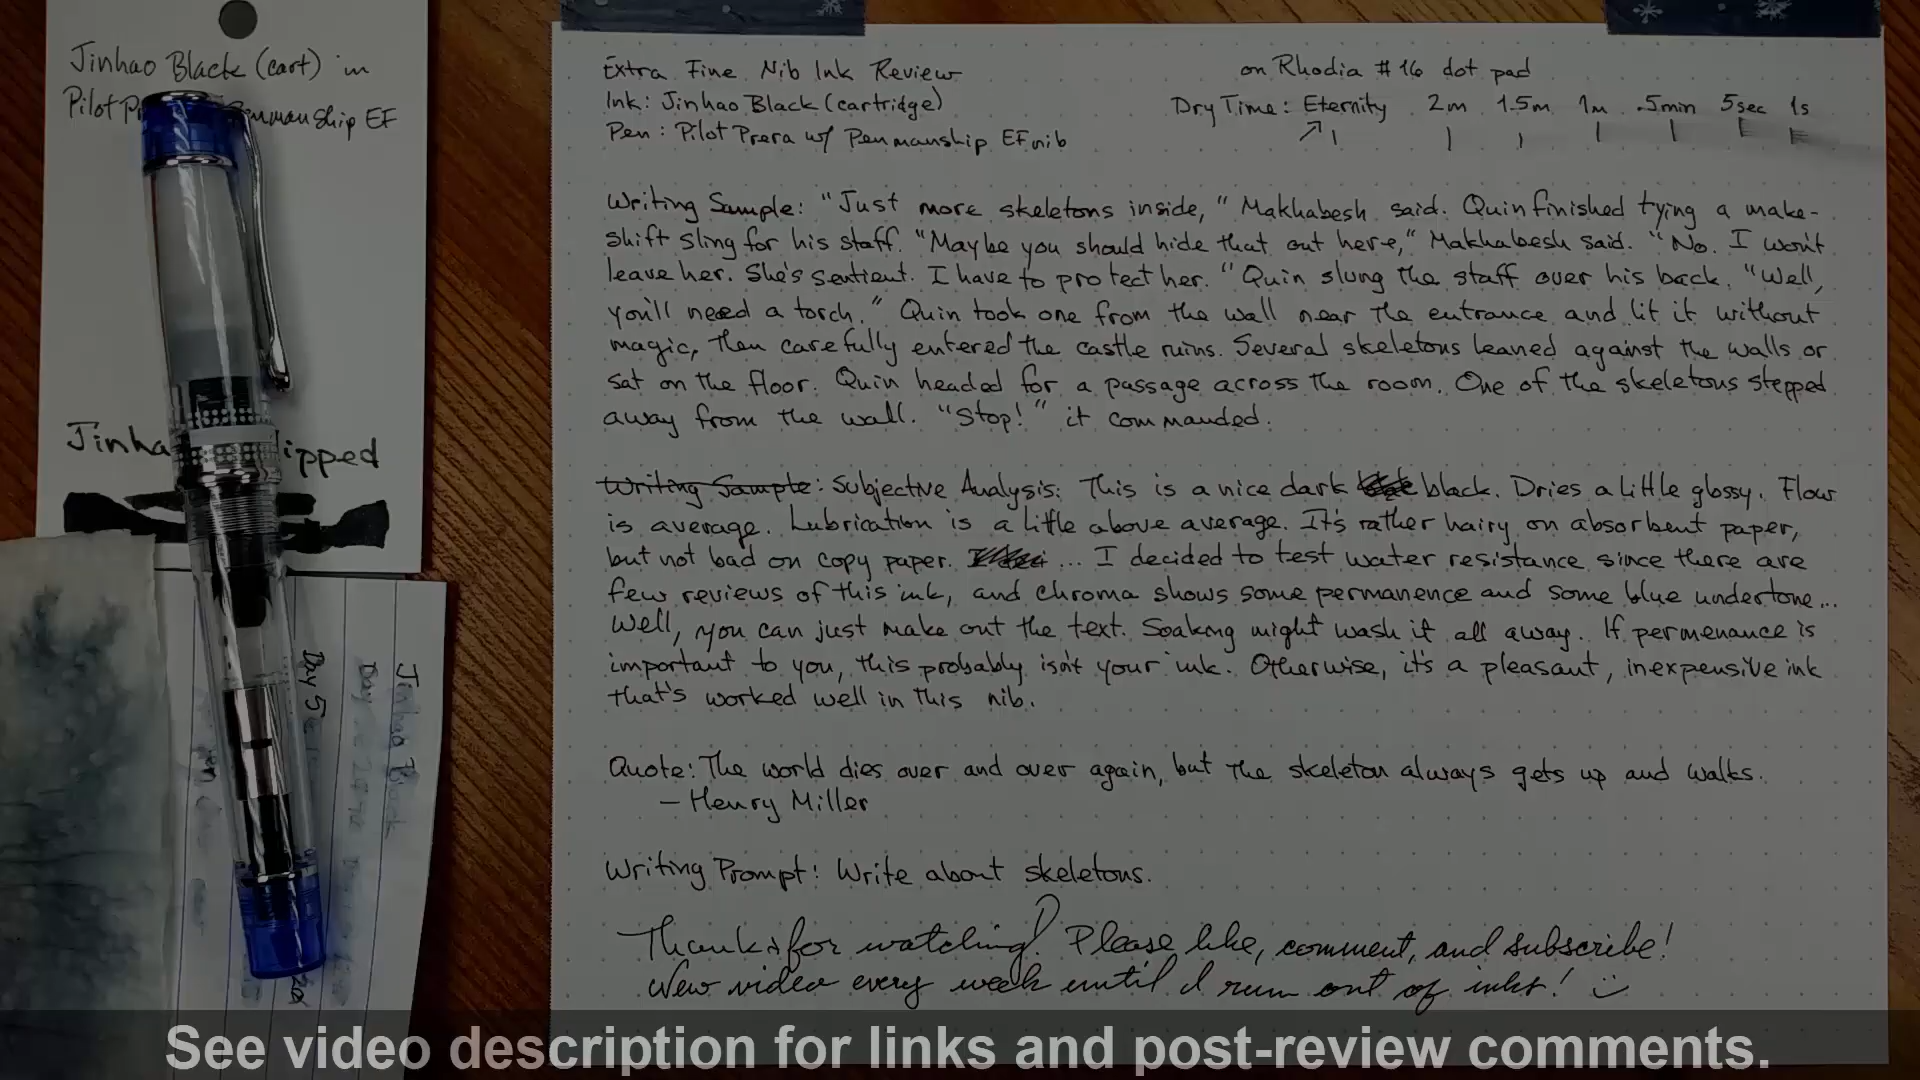 Jinhao Black (cart) in
Pilot Penmanship EF
Jinha ipped
Day 5
Jinhao Black
Extra Fine Nib Ink Review
on Rhodia #16 dot pad
Ink: Jinhao Black (cartridge)
Dry Time: Eternity 2m 1.5m 1m .5min 5sec 1s
Pen: Pilot Prera w/ Penmanship EF nib
Writing Sample: "Just more skeletons inside," Makhabesh said. Quin finished tying a make-
shift sling for his staff. "Maybe you should hide that out here," Makhabesh said. "No. I won't
leave her. She's sentient. I have to protect her." Quin slung the staff over his back. "Well,
you'll need a torch." Quin took one from the wall near the entrance and lit it without
magic, then carefully entered the castle ruins. Several skeletons leaned against the walls or
sat on the floor. Quin headed for a passage across the room. One of the skeletons stepped
away from the wall. "Stop!" it commanded.
Writing Sample: Subjective Analysis: This is a nice dark black. Dries a little glossy. Flow
is average. Lubrication is a little above average. It's rather hairy on absorbent paper,
but not bad on copy paper. ... I decided to test water resistance since there are
few reviews of this ink, and chroma shows some permanence and some blue undertone...
Well, you can just make out the text. Soaking might wash it all away. If permenance is
important to you, this probably isn't your ink. Otherwise, it's a pleasant, inexpensive ink
that's worked well in this nib.
Quote: The world dies over and over again, but the skeleton always gets up and walks.
— Henry Miller
Writing Prompt: Write about skeletons.
Thanks for watching! Please like, comment, and subscribe!
New video every week until I run out of inks!
See video description for links and post-review comments.